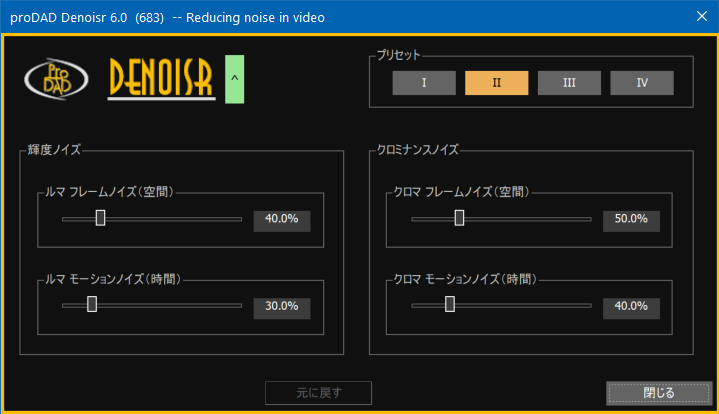 proDAD Denoisr 6.0 (683) -- Reducing noise in video
PRO DAD
DENOISR
^
プリセット
I II III IV
輝度ノイズ
ルマ フレームノイズ（空間）
40.0%
ルマ モーションノイズ（時間）
30.0%
クロミナンスノイズ
クロマ フレームノイズ（空間）
50.0%
クロマ モーションノイズ（時間）
40.0%
元に戻す
閉じる